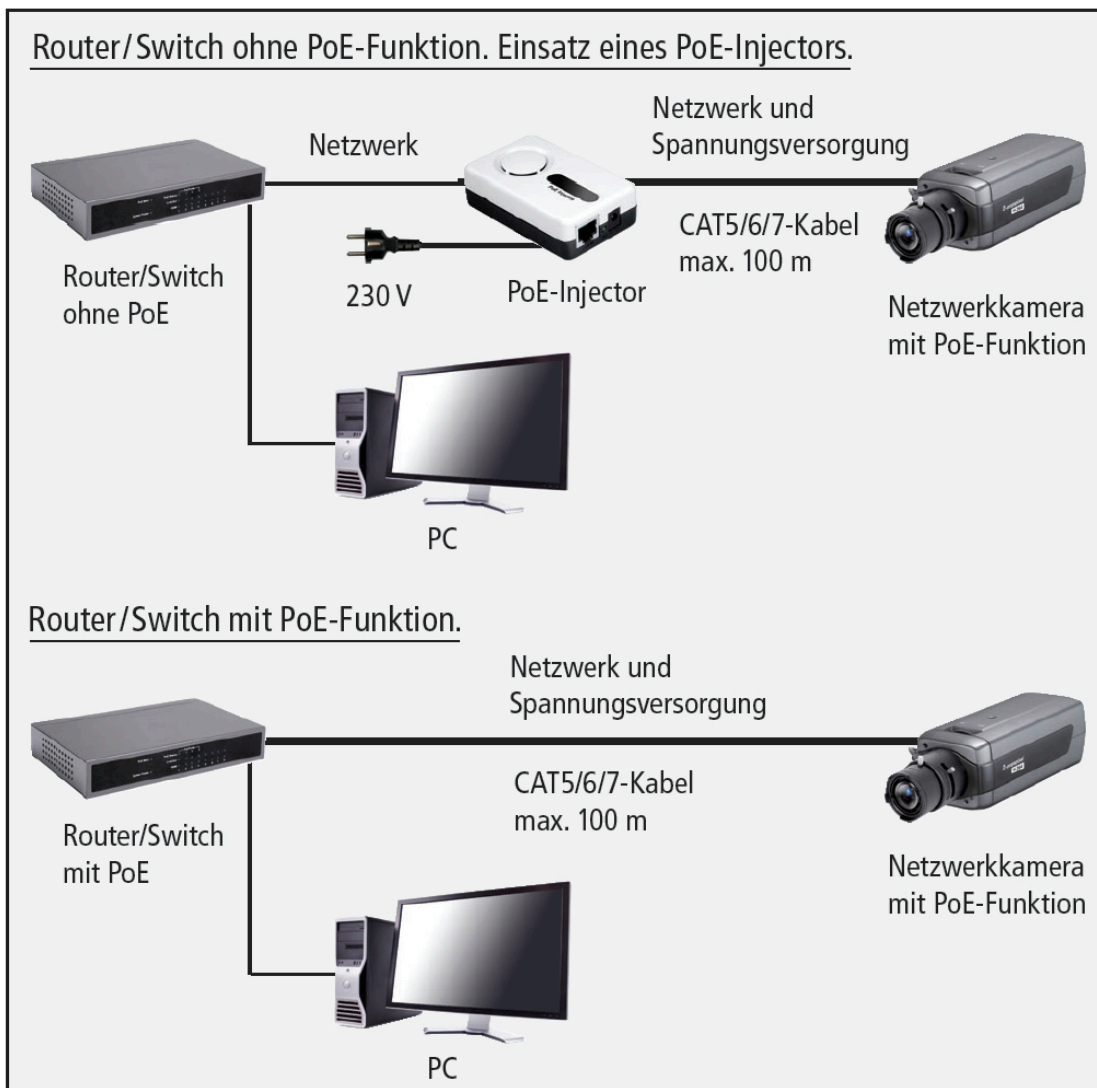 Router/Switch ohne PoE-Funktion. Einsatz eines PoE-Injectors.
Netzwerk
Netzwerk und
Spannungsversorgung
CAT5/6/7-Kabel
max. 100 m
Router/Switch
ohne PoE
230 V
PoE-Injector
Netzwerkkamera
mit PoE-Funktion
PC
Router/Switch mit PoE-Funktion.
Netzwerk und
Spannungsversorgung
CAT5/6/7-Kabel
max. 100 m
Router/Switch
mit PoE
Netzwerkkamera
mit PoE-Funktion
PC